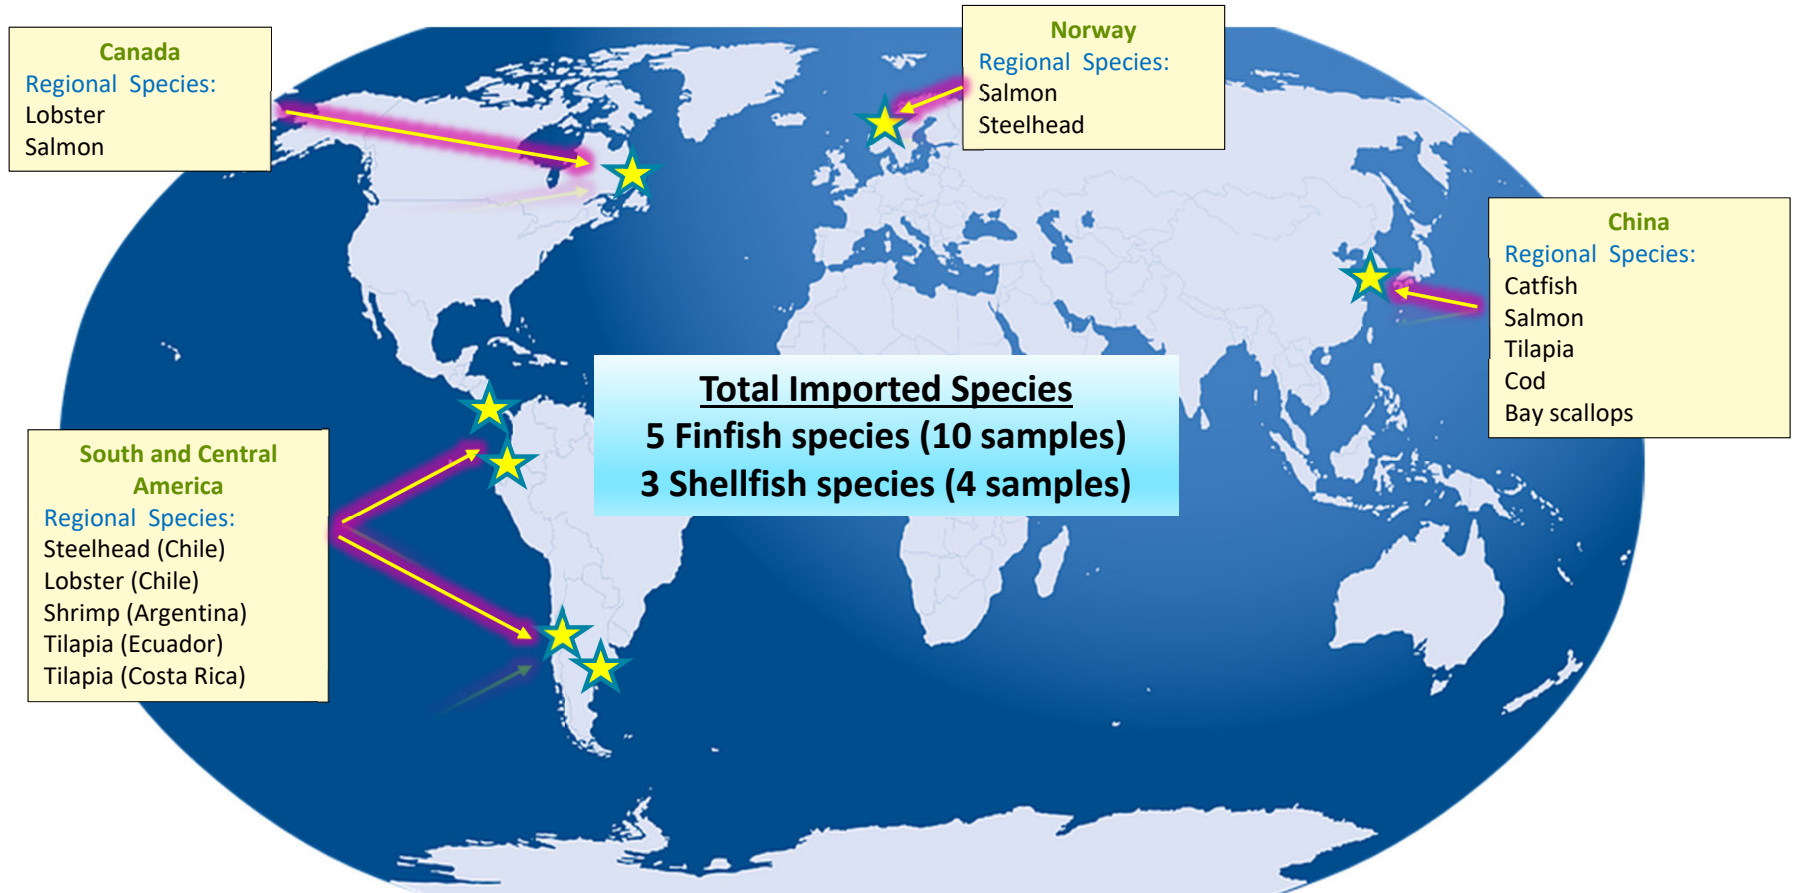 Canada
Regional Species:
Lobster
Salmon
Norway
Regional Species:
Salmon
Steelhead
China
Regional Species:
Catfish
Salmon
Tilapia
Cod
Bay scallops
Total Imported Species
5 Finfish species (10 samples)
3 Shellfish species (4 samples)
South and Central
America
Regional Species:
Steelhead (Chile)
Lobster (Chile)
Shrimp (Argentina)
Tilapia (Ecuador)
Tilapia (Costa Rica)